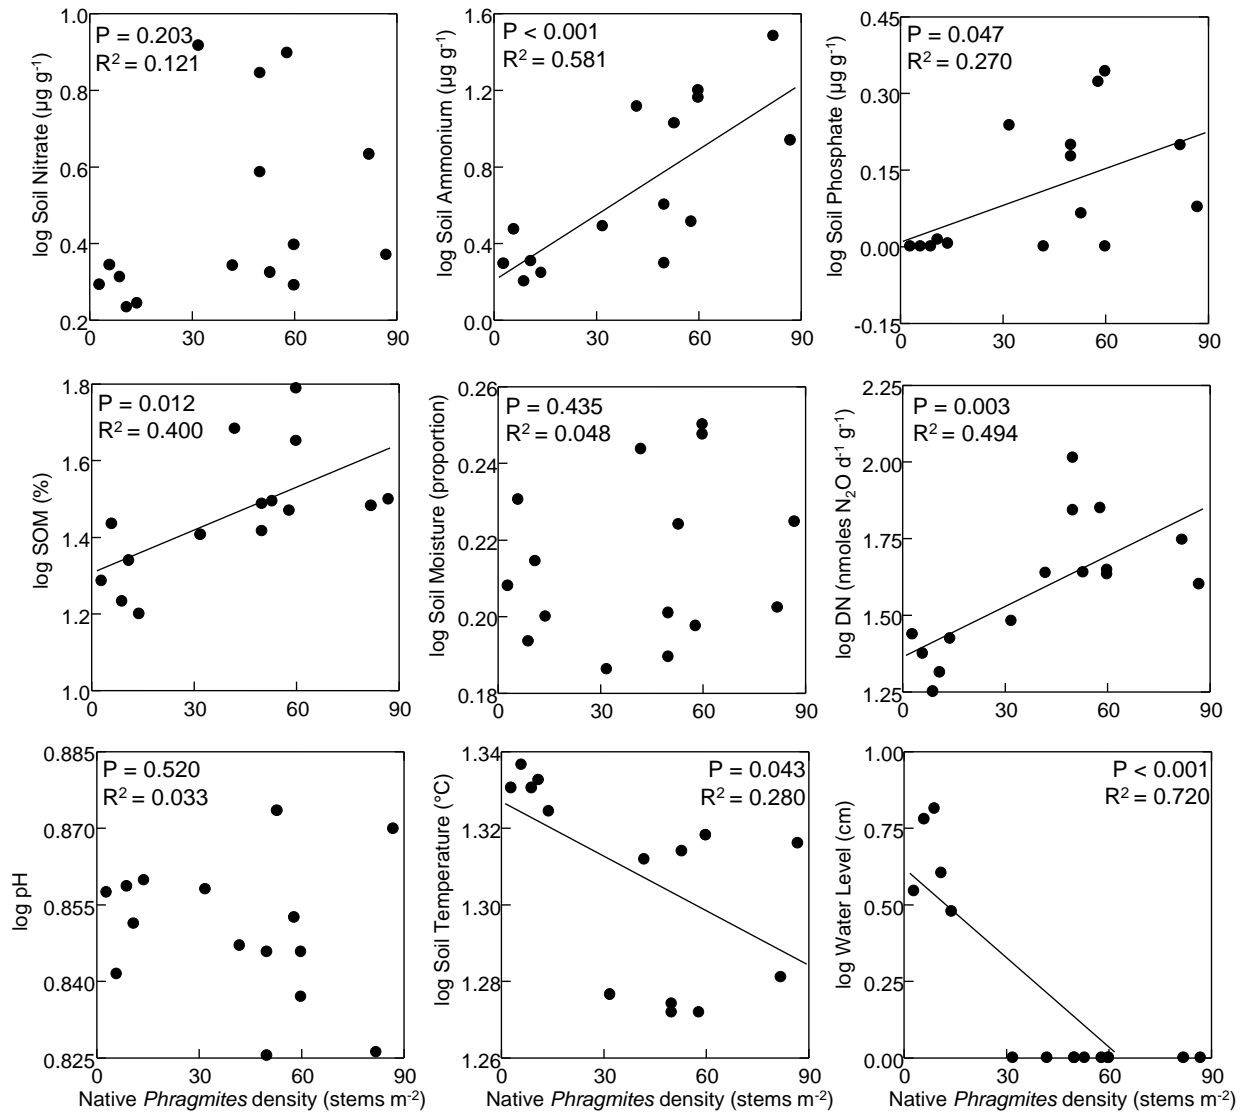 P = 0.203
R² = 0.121
log Soil Nitrate (µg g⁻¹)
1.0
0.8
0.6
0.4
0.2
0 30 60 90
P < 0.001
R² = 0.581
log Soil Ammonium (µg g⁻¹)
1.6
1.2
0.8
0.4
0.0
0 30 60 90
P = 0.047
R² = 0.270
log Soil Phosphate (µg g⁻¹)
0.45
0.30
0.15
0.00
-0.15
0 30 60 90
P = 0.012
R² = 0.400
log SOM (%)
1.8
1.6
1.4
1.2
1.0
0 30 60 90
P = 0.435
R² = 0.048
log Soil Moisture (proportion)
0.26
0.24
0.22
0.20
0.18
0 30 60 90
P = 0.003
R² = 0.494
log DN (nmoles N₂O d⁻¹ g⁻¹)
2.25
2.00
1.75
1.50
1.25
0 30 60 90
P = 0.520
R² = 0.033
log pH
0.885
0.870
0.855
0.840
0.825
0 30 60 90
Native Phragmites density (stems m⁻²)
P = 0.043
R² = 0.280
log Soil Temperature (°C)
1.34
1.32
1.30
1.28
1.26
0 30 60 90
Native Phragmites density (stems m⁻²)
P < 0.001
R² = 0.720
log Water Level (cm)
1.00
0.75
0.50
0.25
0.00
0 30 60 90
Native Phragmites density (stems m⁻²)